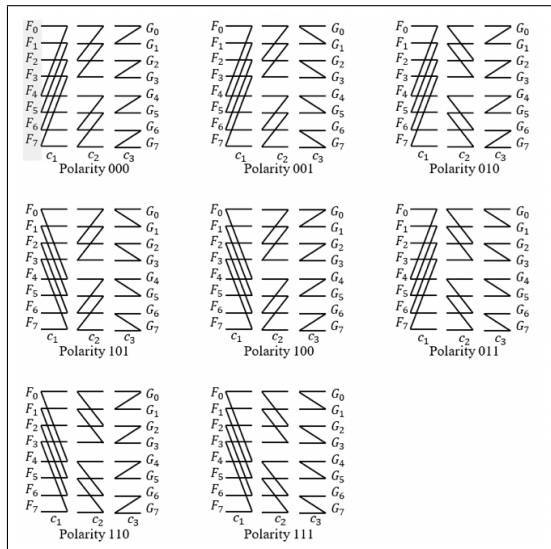 F₀ G₀ F₀ G₀ F₀ G₀
F₁ G₁ F₁ G₁ F₁ G₁
F₂ G₂ F₂ G₂ F₂ G₂
F₃ G₃ F₃ G₃ F₃ G₃
F₄ G₄ F₄ G₄ F₄ G₄
F₅ G₅ F₅ G₅ F₅ G₅
F₆ G₆ F₆ G₆ F₆ G₆
F₇ G₇ F₇ G₇ F₇ G₇
c₁ c₂ c₃ c₁ c₂ c₃ c₁ c₂ c₃
Polarity 000 Polarity 001 Polarity 010
F₀ G₀ F₀ G₀ F₀ G₀
F₁ G₁ F₁ G₁ F₁ G₁
F₂ G₂ F₂ G₂ F₂ G₂
F₃ G₃ F₃ G₃ F₃ G₃
F₄ G₄ F₄ G₄ F₄ G₄
F₅ G₅ F₅ G₅ F₅ G₅
F₆ G₆ F₆ G₆ F₆ G₆
F₇ G₇ F₇ G₇ F₇ G₇
c₁ c₂ c₃ c₁ c₂ c₃ c₁ c₂ c₃
Polarity 101 Polarity 100 Polarity 011
F₀ G₀ F₀ G₀
F₁ G₁ F₁ G₁
F₂ G₂ F₂ G₂
F₃ G₃ F₃ G₃
F₄ G₄ F₄ G₄
F₅ G₅ F₅ G₅
F₆ G₆ F₆ G₆
F₇ G₇ F₇ G₇
c₁ c₂ c₃ c₁ c₂ c₃
Polarity 110 Polarity 111